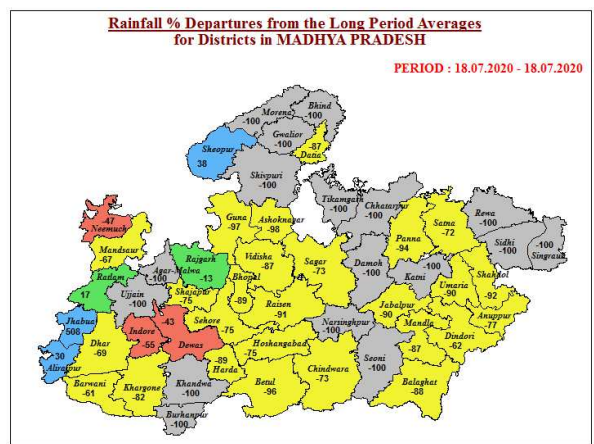 Rainfall % Departures from the Long Period Averages
for Districts in MADHYA PRADESH
PERIOD : 18.07.2020 - 18.07.2020
Bhind
-100
Morena
-100
Gwalior
-100
-87
Datia
Sheopur
38
Shivpuri
-100
Tikamgath
-100
Chhatarpur
-100
-47
Neemuch
Guna
-97
Ashoknagar
-98
Panna
-94
Satna
-72
Rewa
-100
Sidhi
-100
-100
Singrauli
Mandsaur
-67
Rajgarh
-13
Vidisha
-87
Sagar
-73
Damoh
-100
-100
Katni
Agar-Malwa
-100
Ratlam
17
Shajapur
-75
Bhopal
-89
Raisen
-91
Umaria
-90
Shahdol
-92
Ujjain
-100
Jabalpur
-90
Anuppur
-77
Jhabua
508
Indore
-55
-43
Dewas
Sehore
-75
Narsinghpur
-100
Mandla
-87
Dindori
-62
30
Alirajpur
Dhar
-69
Hoshangabad
-75
-89
Harda
Seoni
-100
Barwani
-61
Khargone
-82
Khandwa
-100
Betul
-96
Chindwara
-73
Balaghat
-88
Burhanpur
-100